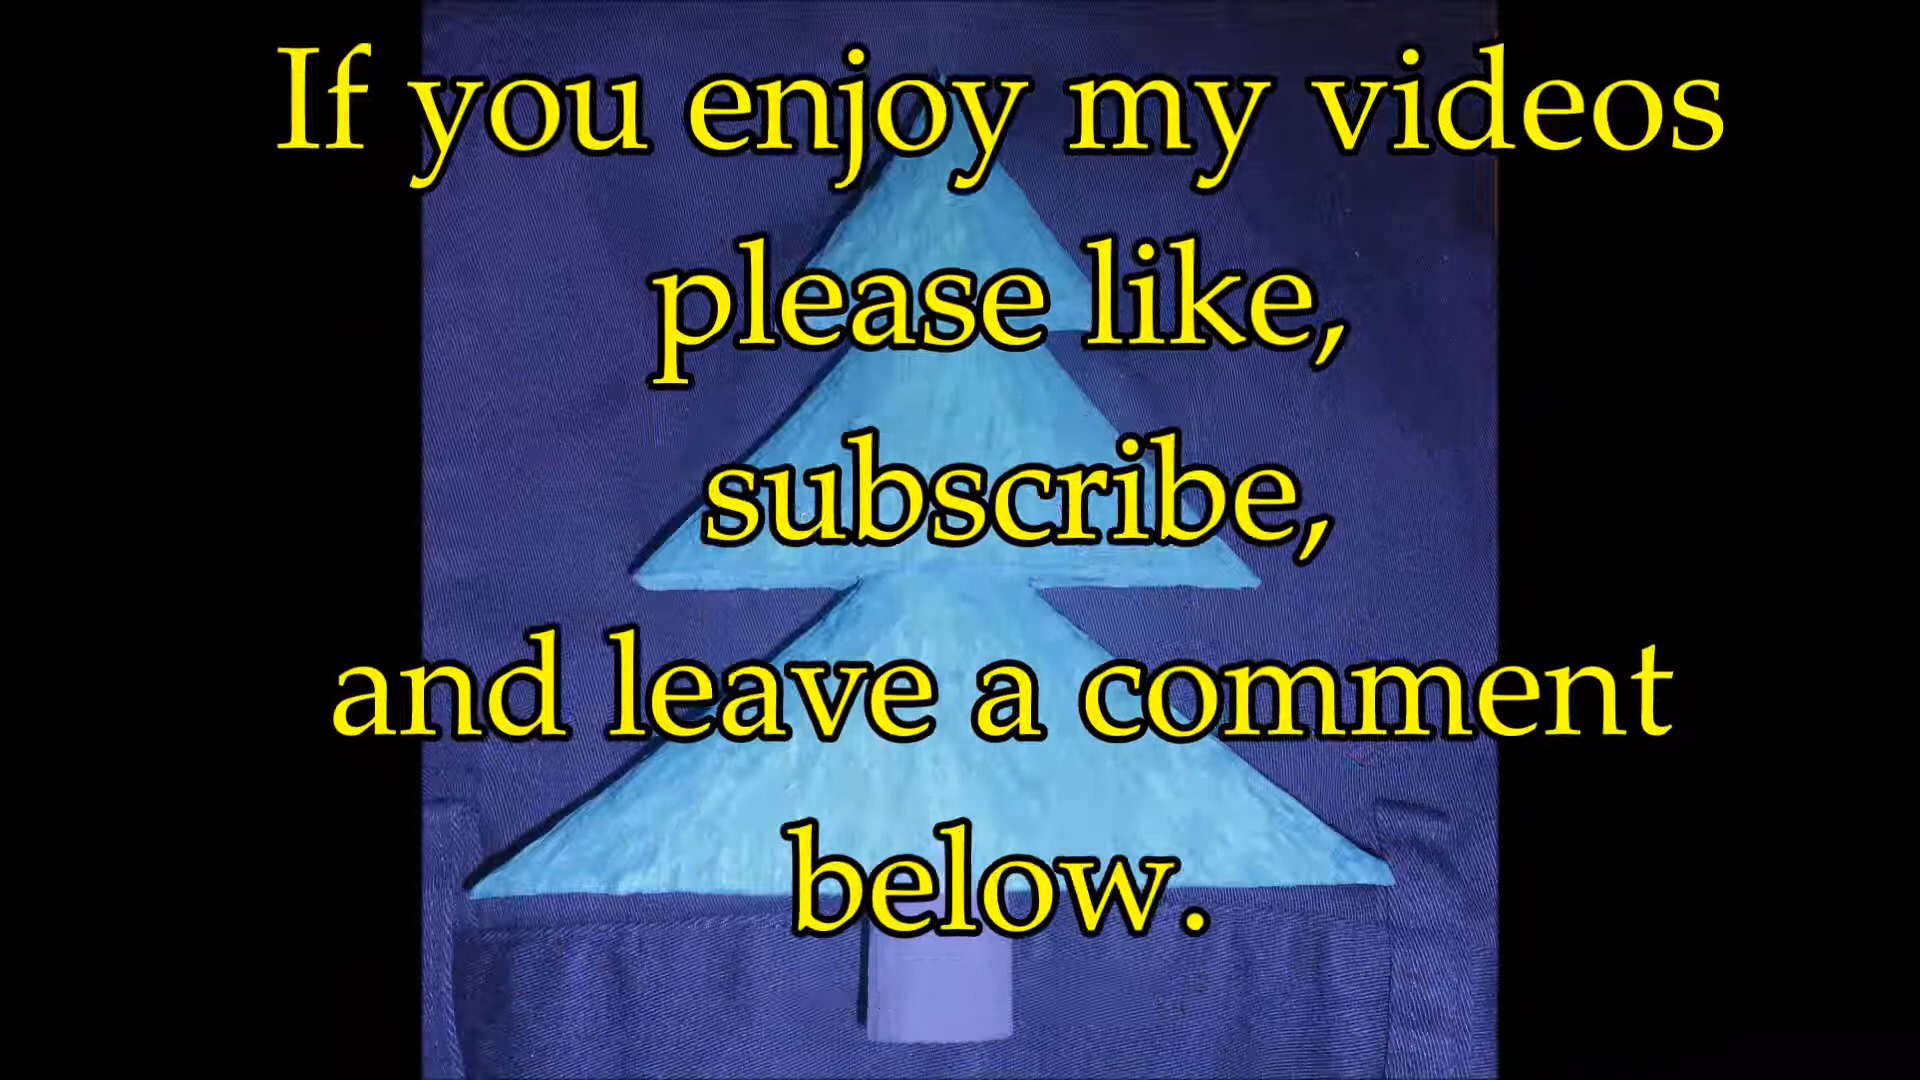 If you enjoy my videos
please like,
subscribe,
and leave a comment
below.